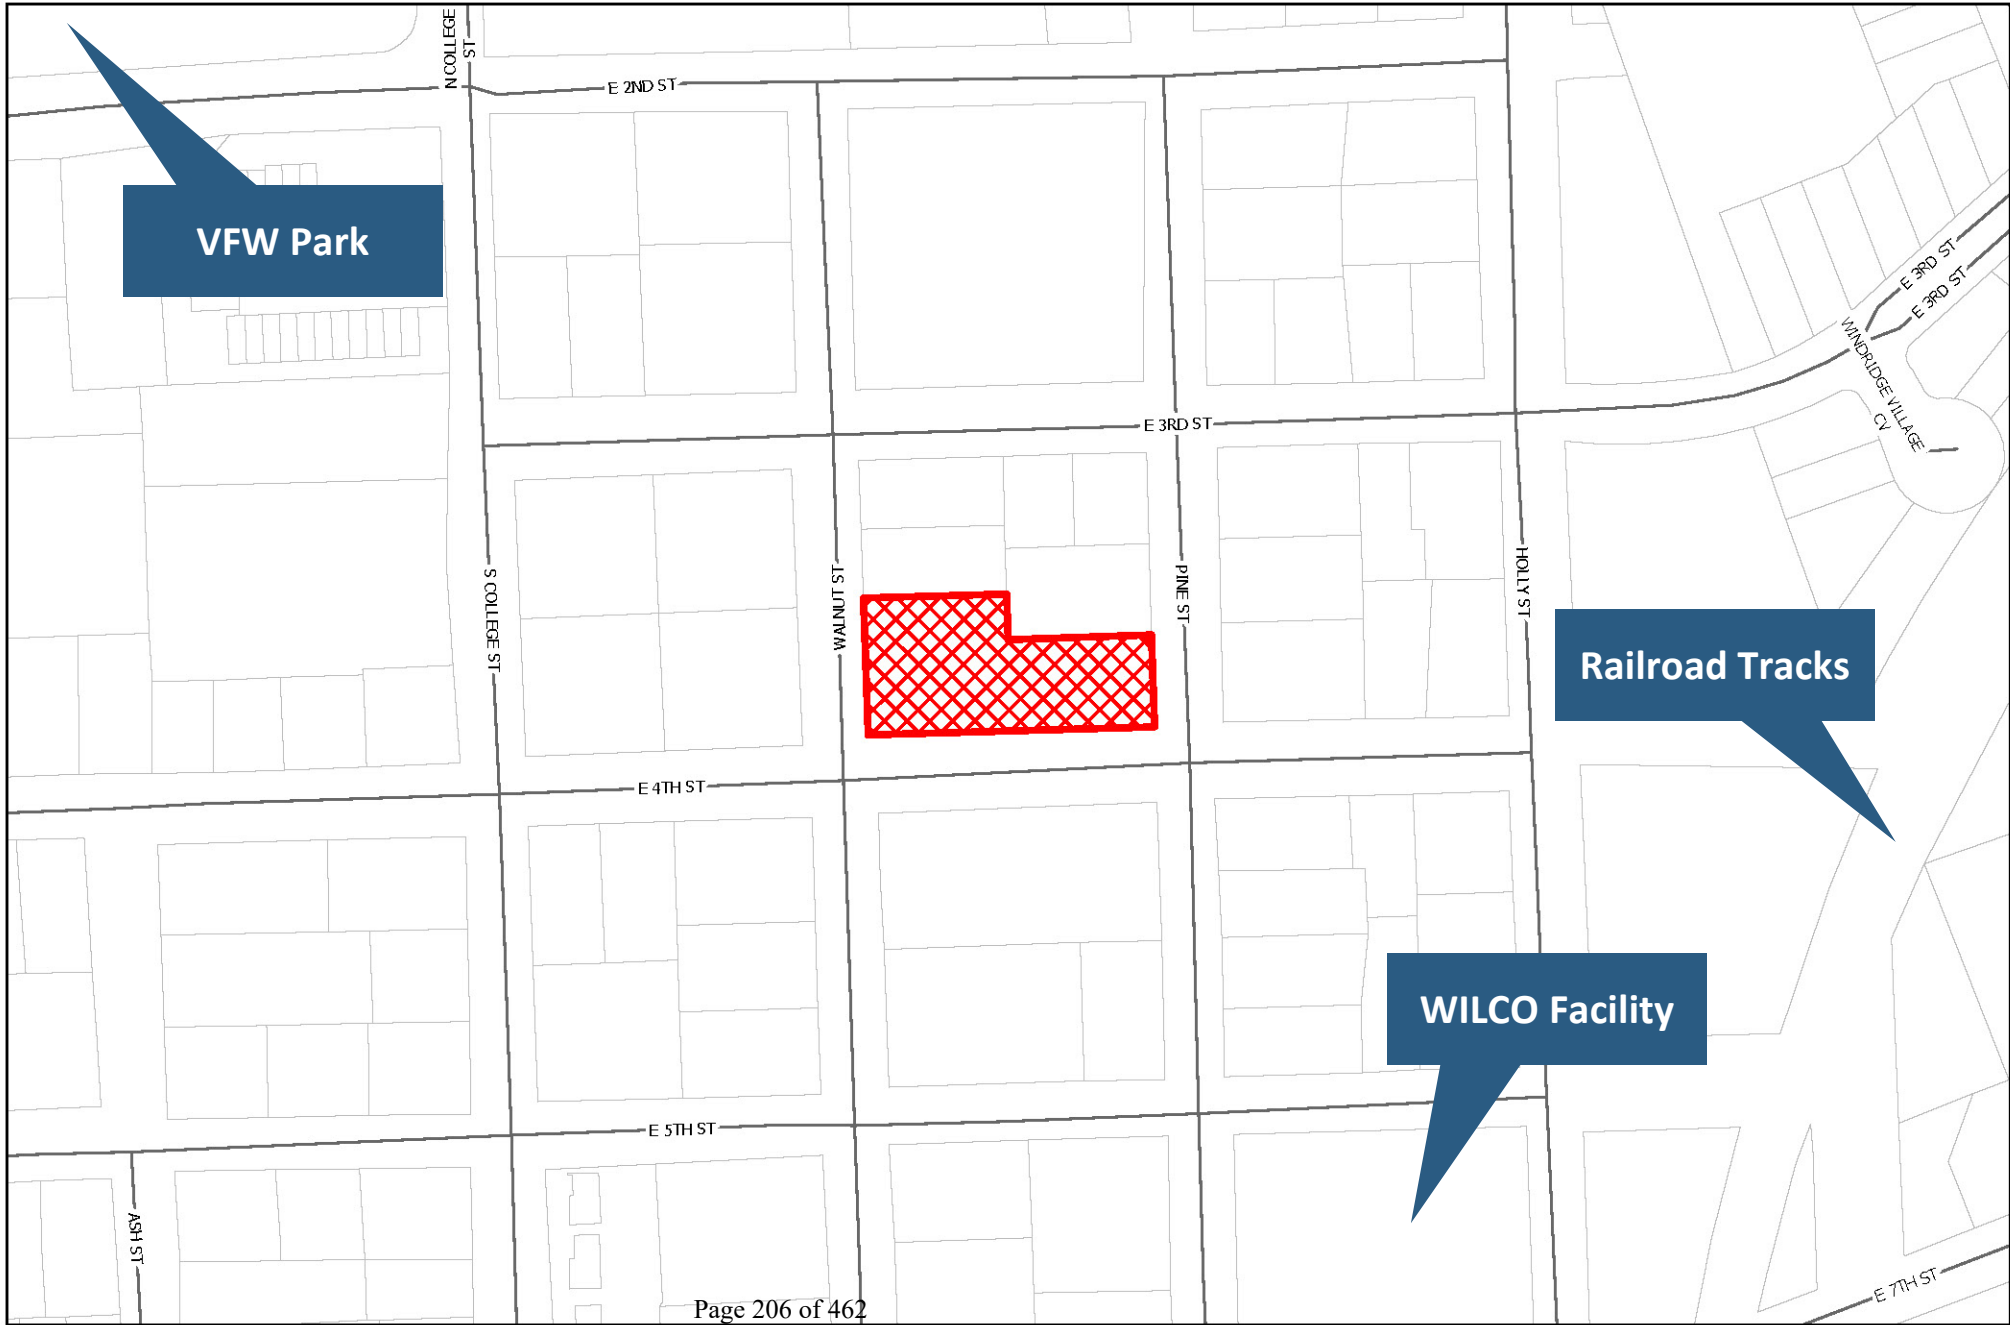 N COLLEGE
ST
E 2ND ST
VFW Park
E 3RD ST
E 3RD ST
WINDRIDGE VILLAGE
CV
E 3RD ST
S COLLEGE ST
WALNUT ST
PINE ST
HOLLY ST
Railroad Tracks
E 4TH ST
WILCO Facility
E 5TH ST
ASH ST
E 7TH ST
Page 206 of 462